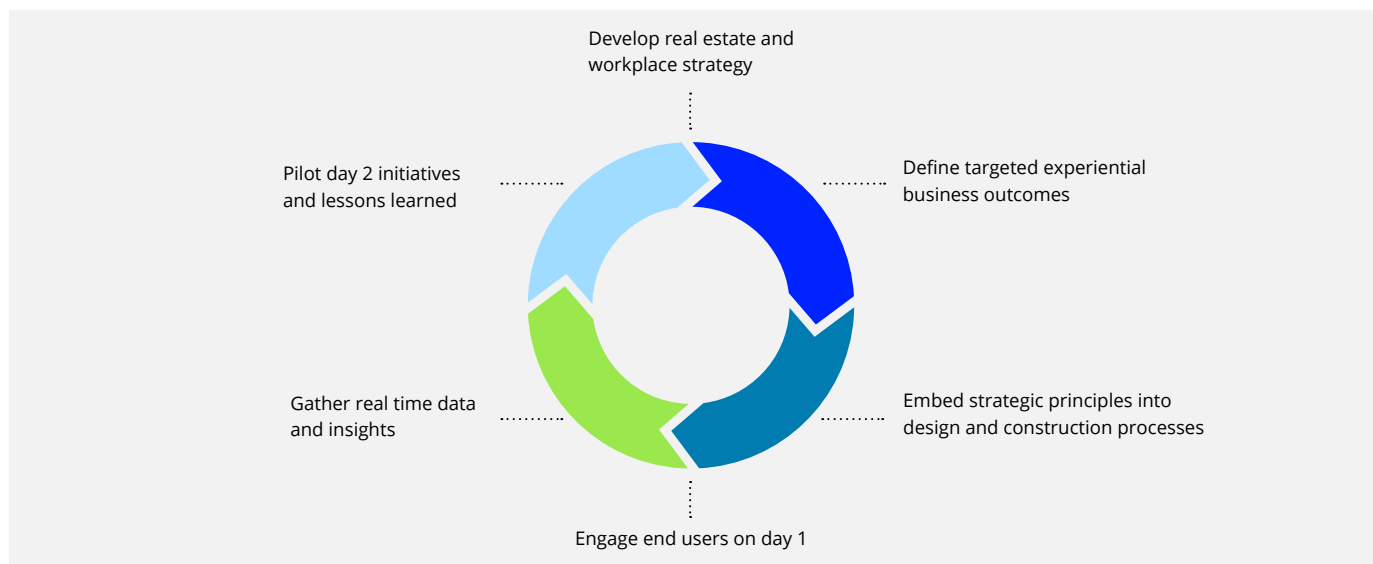 Develop real estate and
workplace strategy
Define targeted experiential
business outcomes
Embed strategic principles into
design and construction processes
Engage end users on day 1
Gather real time data
and insights
Pilot day 2 initiatives
and lessons learned